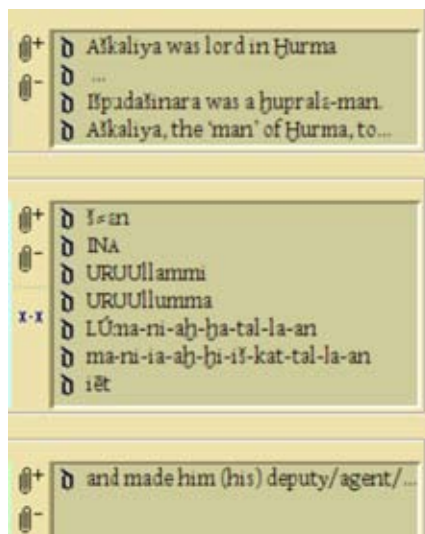 Aškaliya was lord in Ḫurma
...
Išpudašinara was a ḫuprala-man.
Aškaliya, the 'man' of Ḫurma, to...
š⸗an
INA
URUUllammi
URUUllumma
x-x
LÚma-ni-aḫ-ḫa-tal-la-an
ma-ni-ia-aḫ-ḫi-iš-kat-tal-la-an
iēt
and made him (his) deputy/agent/...